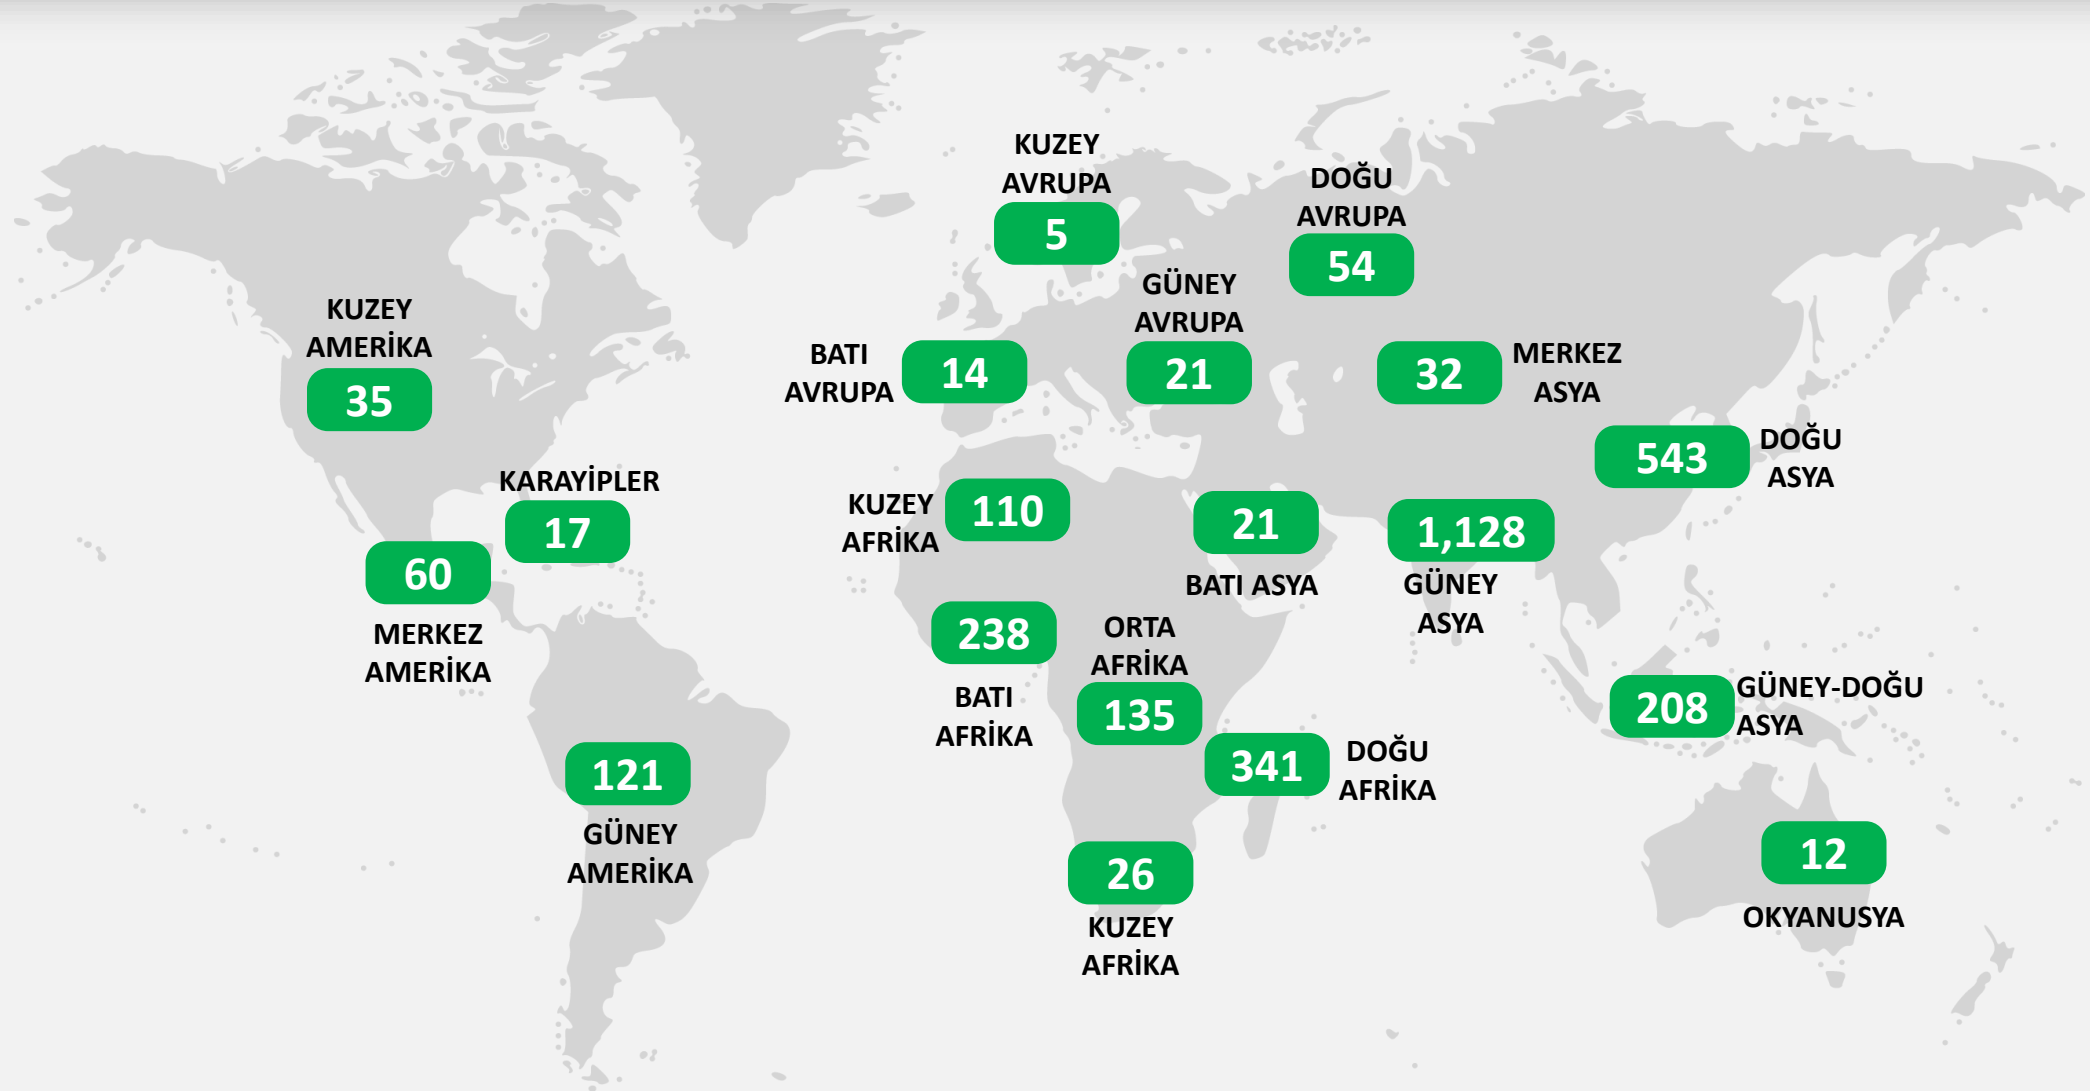 KUZEY
AVRUPA
5
DOĞU
AVRUPA
54
GÜNEY
AVRUPA
21
KUZEY
AMERİKA
35
BATI
AVRUPA
14
32
MERKEZ
ASYA
543
DOĞU
ASYA
KARAYİPLER
17
KUZEY
AFRİKA
110
21
BATI ASYA
1,128
GÜNEY
ASYA
60
MERKEZ
AMERİKA
238
BATI
AFRİKA
ORTA
AFRİKA
135
341
DOĞU
AFRİKA
208
GÜNEY-DOĞU
ASYA
121
GÜNEY
AMERİKA
26
KUZEY
AFRİKA
12
OKYANUSYA